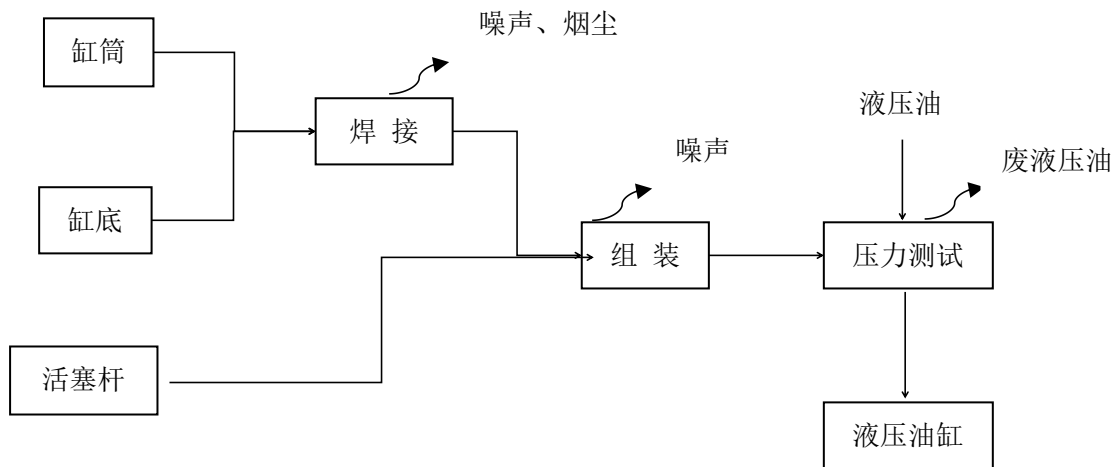 噪声、烟尘
缸筒
焊 接
液压油
噪声
废液压油
缸底
组 装
压力测试
活塞杆
液压油缸